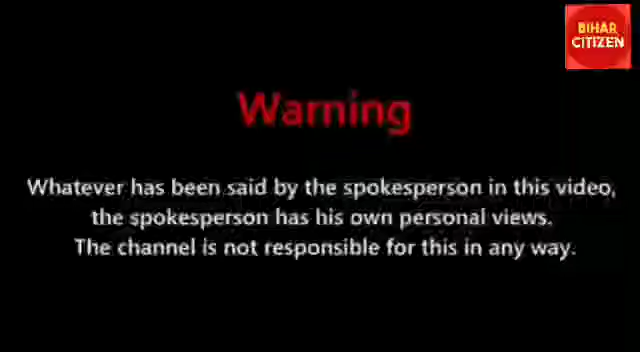 BIHAR
CITIZEN
Warning
Whatever has been said by the spokesperson in this video,
the spokesperson has his own personal views.
The channel is not responsible for this in any way.